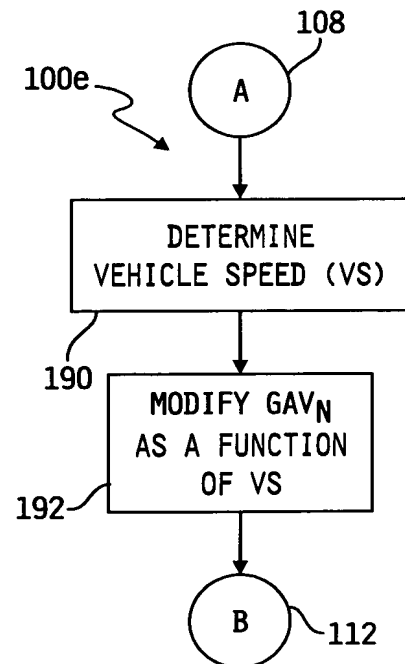 108
100e
A
DETERMINE
VEHICLE SPEED (VS)
190
MODIFY GAVN
AS A FUNCTION
OF VS
192
B
112